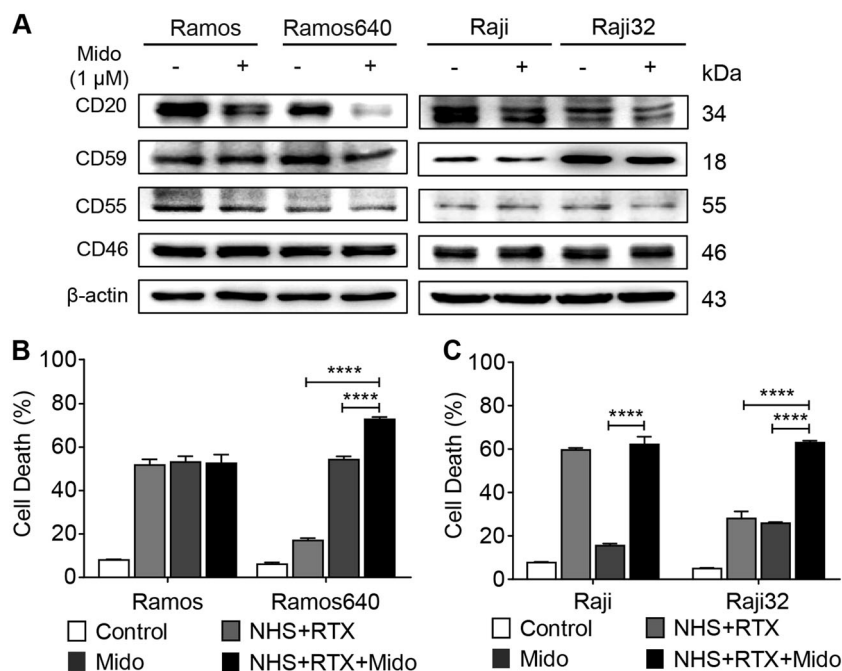 A
Ramos Ramos640 Raji Raji32
Mido
(1 µM) - + - + - + - + kDa
CD20 34
CD59 18
CD55 55
CD46 46
β-actin 43
B
100
80
60
40
20
0
Cell Death (%)
****
****
Ramos Ramos640
Control NHS+RTX
Mido NHS+RTX+Mido
C
100
80
60
40
20
0
Cell Death (%)
****
****
****
Raji Raji32
Control NHS+RTX
Mido NHS+RTX+Mido